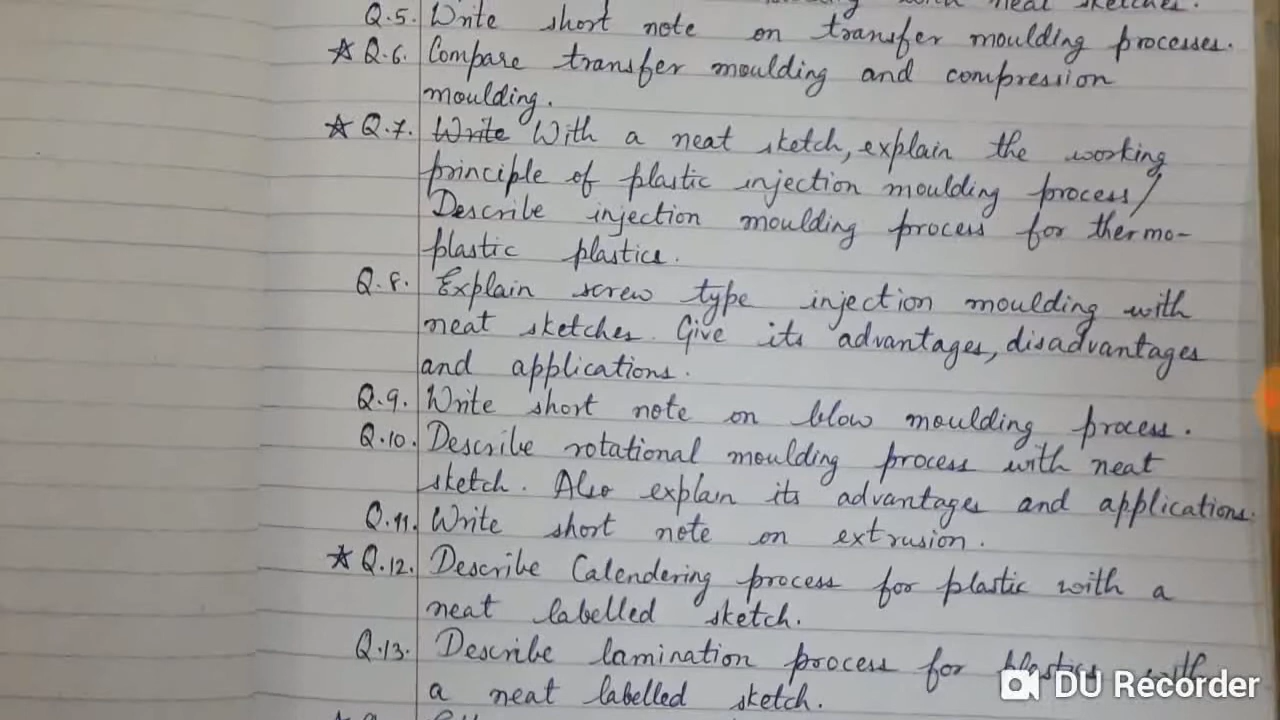 with neat sketches.
Q.5. Write short note on transfer moulding processes.
☆ Q.6. Compare transfer moulding and compression
moulding.
☆ Q.7. Write With a neat sketch, explain the working
principle of plastic injection moulding process/
Describe injection moulding process for thermo-
plastic plastics.
Q.8. Explain screw type injection moulding with
neat sketches. Give its advantages, disadvantages
and applications.
Q.9. Write short note on blow moulding process.
Q.10. Describe rotational moulding process with neat
sketch. Also explain its advantages and applications.
Q.11. Write short note on extrusion.
☆ Q.12. Describe Calendering process for plastic with a
neat labelled sketch.
Q.13. Describe lamination process for plastics with
a neat labelled sketch.
DU Recorder